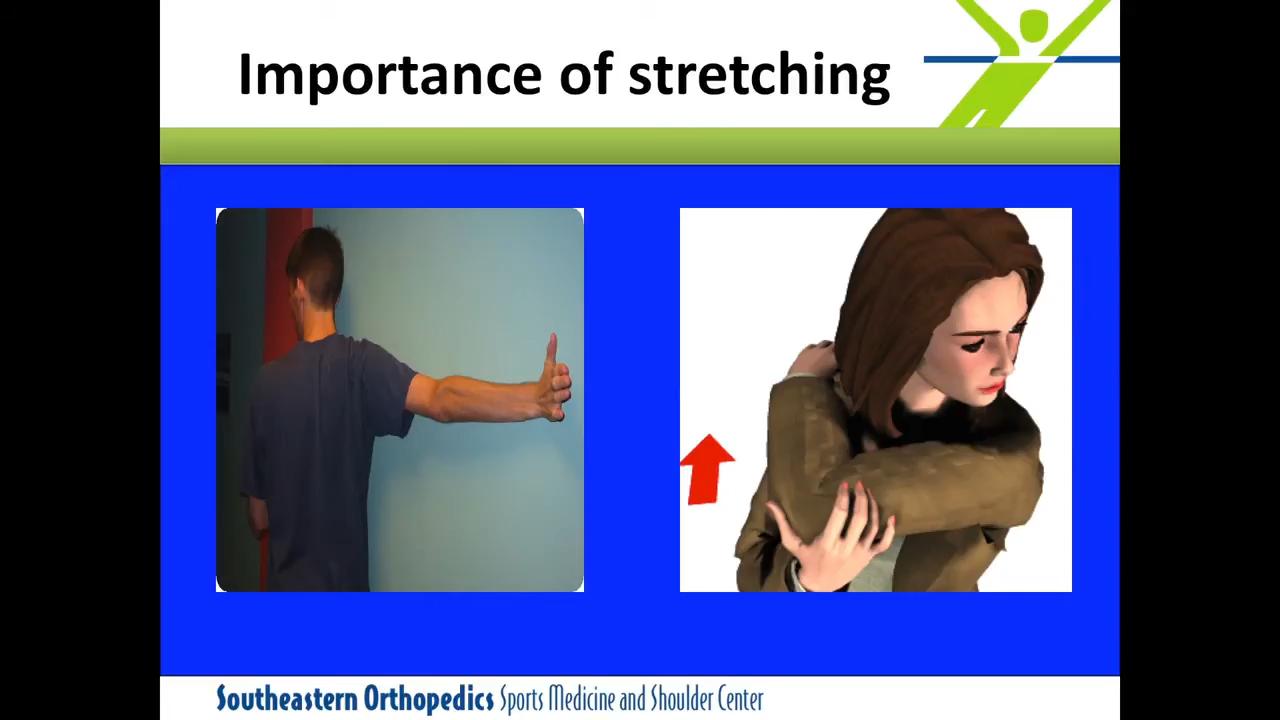 Importance of stretching
Southeastern Orthopedics Sports Medicine and Shoulder Center